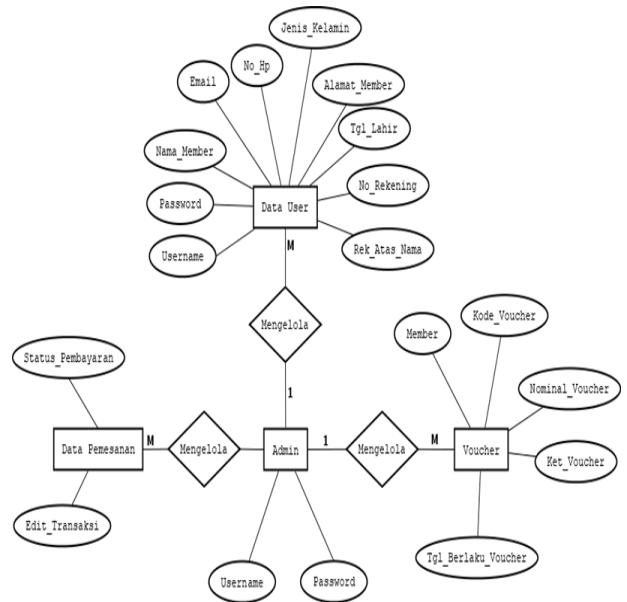 Jenis_Kelamin
No_Hp
Email
Alamat_Member
Tgl_Lahir
Nama_Member
No_Rekening
Password
Data User
Username
Rek_Atas_Nama
M
Mengelola
Kode_Voucher
Member
Status_Pembayaran
Nominal_Voucher
1
Data Pemesanan
M
Mengelola
Admin
1
Mengelola
M
Voucher
Ket_Voucher
Edit_Transaksi
Tgl_Berlaku_Voucher
Username
Password